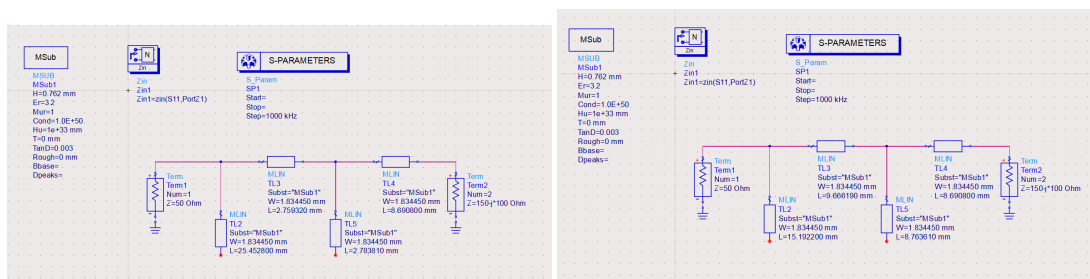 MSub
MSUB
MSub1
H=0.762 mm
Er=3.2
Mur=1
Cond=1.0E+50
Hu=1e+33 mm
T=0 mm
TanD=0.003
Rough=0 mm
Bbase=
Dpeaks=
N
Zin
Zin
Zin1
Zin1=zin(S11,PortZ1)
S-PARAMETERS
S_Param
SP1
Start=
Stop=
Step=1000 kHz
Term
Term1
Num=1
Z=50 Ohm
MLIN
TL2
Subst="MSub1"
W=1.834450 mm
L=25.452800 mm
MLIN
TL3
Subst="MSub1"
W=1.834450 mm
L=2.759320 mm
MLIN
TL5
Subst="MSub1"
W=1.834450 mm
L=2.783810 mm
MLIN
TL4
Subst="MSub1"
W=1.834450 mm
L=8.690800 mm
Term
Term2
Num=2
Z=150-j*100 Ohm
MSub
MSUB
MSub1
H=0.762 mm
Er=3.2
Mur=1
Cond=1.0E+50
Hu=1e+33 mm
T=0 mm
TanD=0.003
Rough=0 mm
Bbase=
Dpeaks=
N
Zin
Zin
Zin1
Zin1=zin(S11,PortZ1)
S-PARAMETERS
S_Param
SP1
Start=
Stop=
Step=1000 kHz
Term
Term1
Num=1
Z=50 Ohm
MLIN
TL2
Subst="MSub1"
W=1.834450 mm
L=15.192200 mm
MLIN
TL3
Subst="MSub1"
W=1.834450 mm
L=9.666190 mm
MLIN
TL5
Subst="MSub1"
W=1.834450 mm
L=8.763610 mm
MLIN
TL4
Subst="MSub1"
W=1.834450 mm
L=8.690800 mm
Term
Term2
Num=2
Z=150-j*100 Ohm